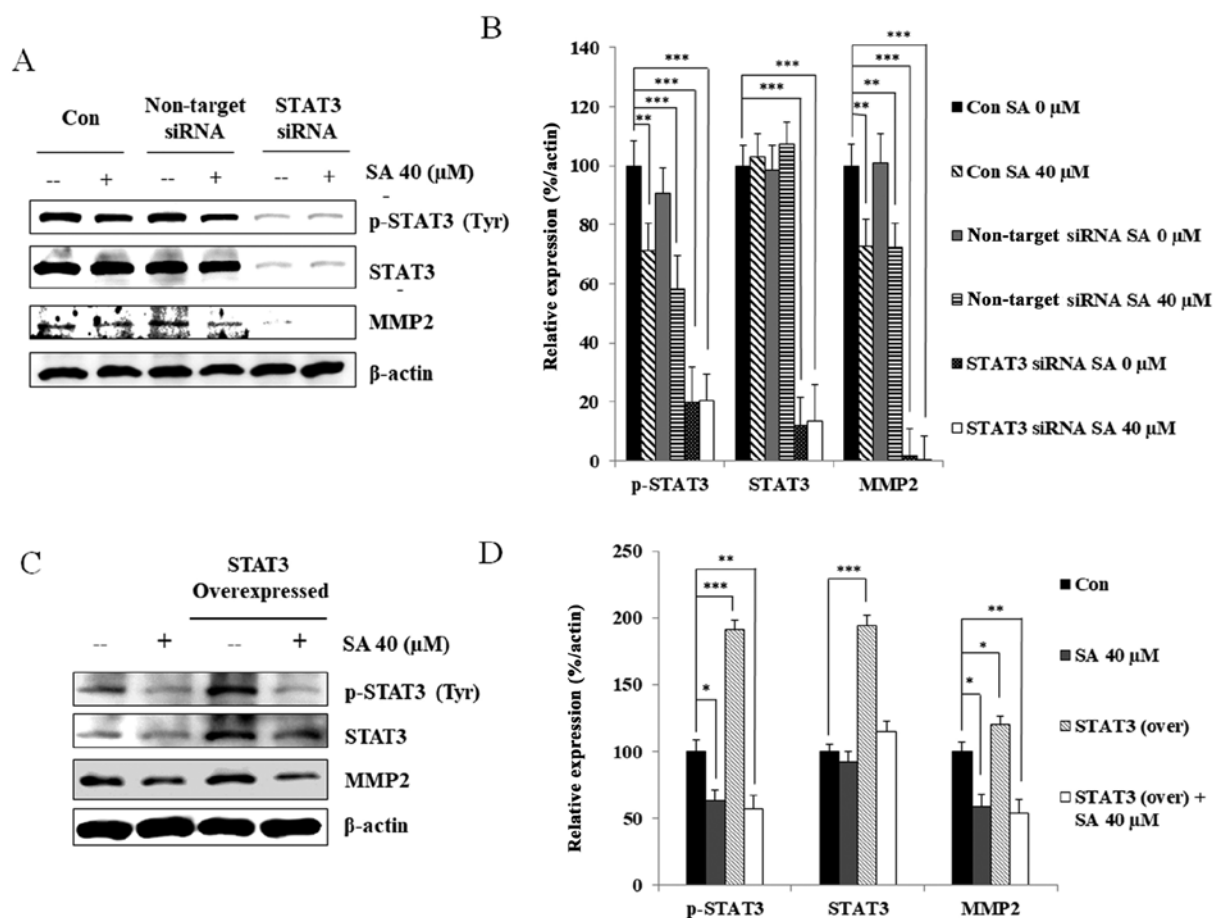 A
Con
Non-target
siRNA
STAT3
siRNA
-- + -- + -- + SA 40 (μM)
-
p-STAT3 (Tyr)
STAT3
-
MMP2
β-actin
B
Relative expression (%/actin)
140
120
100
80
60
40
20
0
*** *** *** **
*** ***
*** *** ** **
p-STAT3 STAT3 MMP2
Con SA 0 μM
Con SA 40 μM
Non-target siRNA SA 0 μM
Non-target siRNA SA 40 μM
STAT3 siRNA SA 0 μM
STAT3 siRNA SA 40 μM
C
STAT3
Overexpressed
-- + -- + SA 40 (μM)
p-STAT3 (Tyr)
STAT3
MMP2
β-actin
D
Relative expression (%/actin)
250
200
150
100
50
0
** *** *
***
** * *
p-STAT3 STAT3 MMP2
Con
SA 40 μM
STAT3 (over)
STAT3 (over) +
SA 40 μM